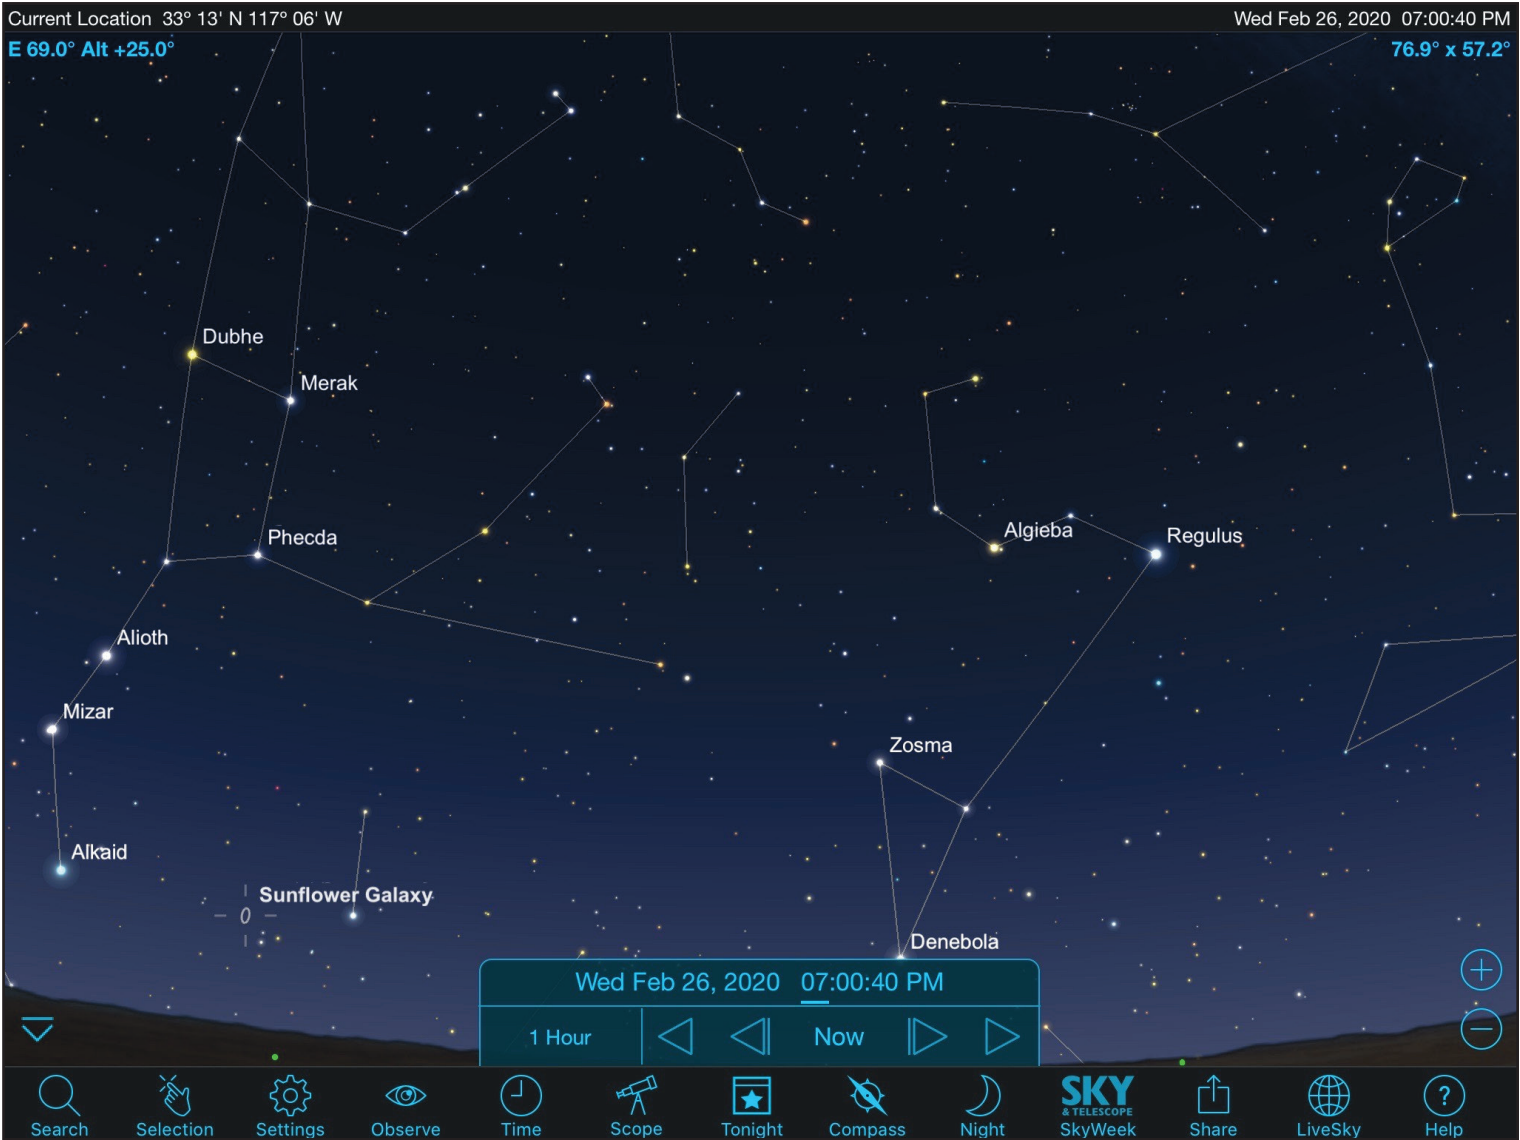 Current Location 33° 13' N 117° 06' W
Wed Feb 26, 2020 07:00:40 PM
E 69.0° Alt +25.0°
76.9° x 57.2°
Dubhe
Merak
Phecda
Algieba
Regulus
Alioth
Mizar
Zosma
Alkaid
Sunflower Galaxy
Denebola
Wed Feb 26, 2020 07:00:40 PM
1 Hour
Now
SKY
& TELESCOPE
?
Search
Selection
Settings
Observe
Time
Scope
Tonight
Compass
Night
SkyWeek
Share
LiveSky
Help